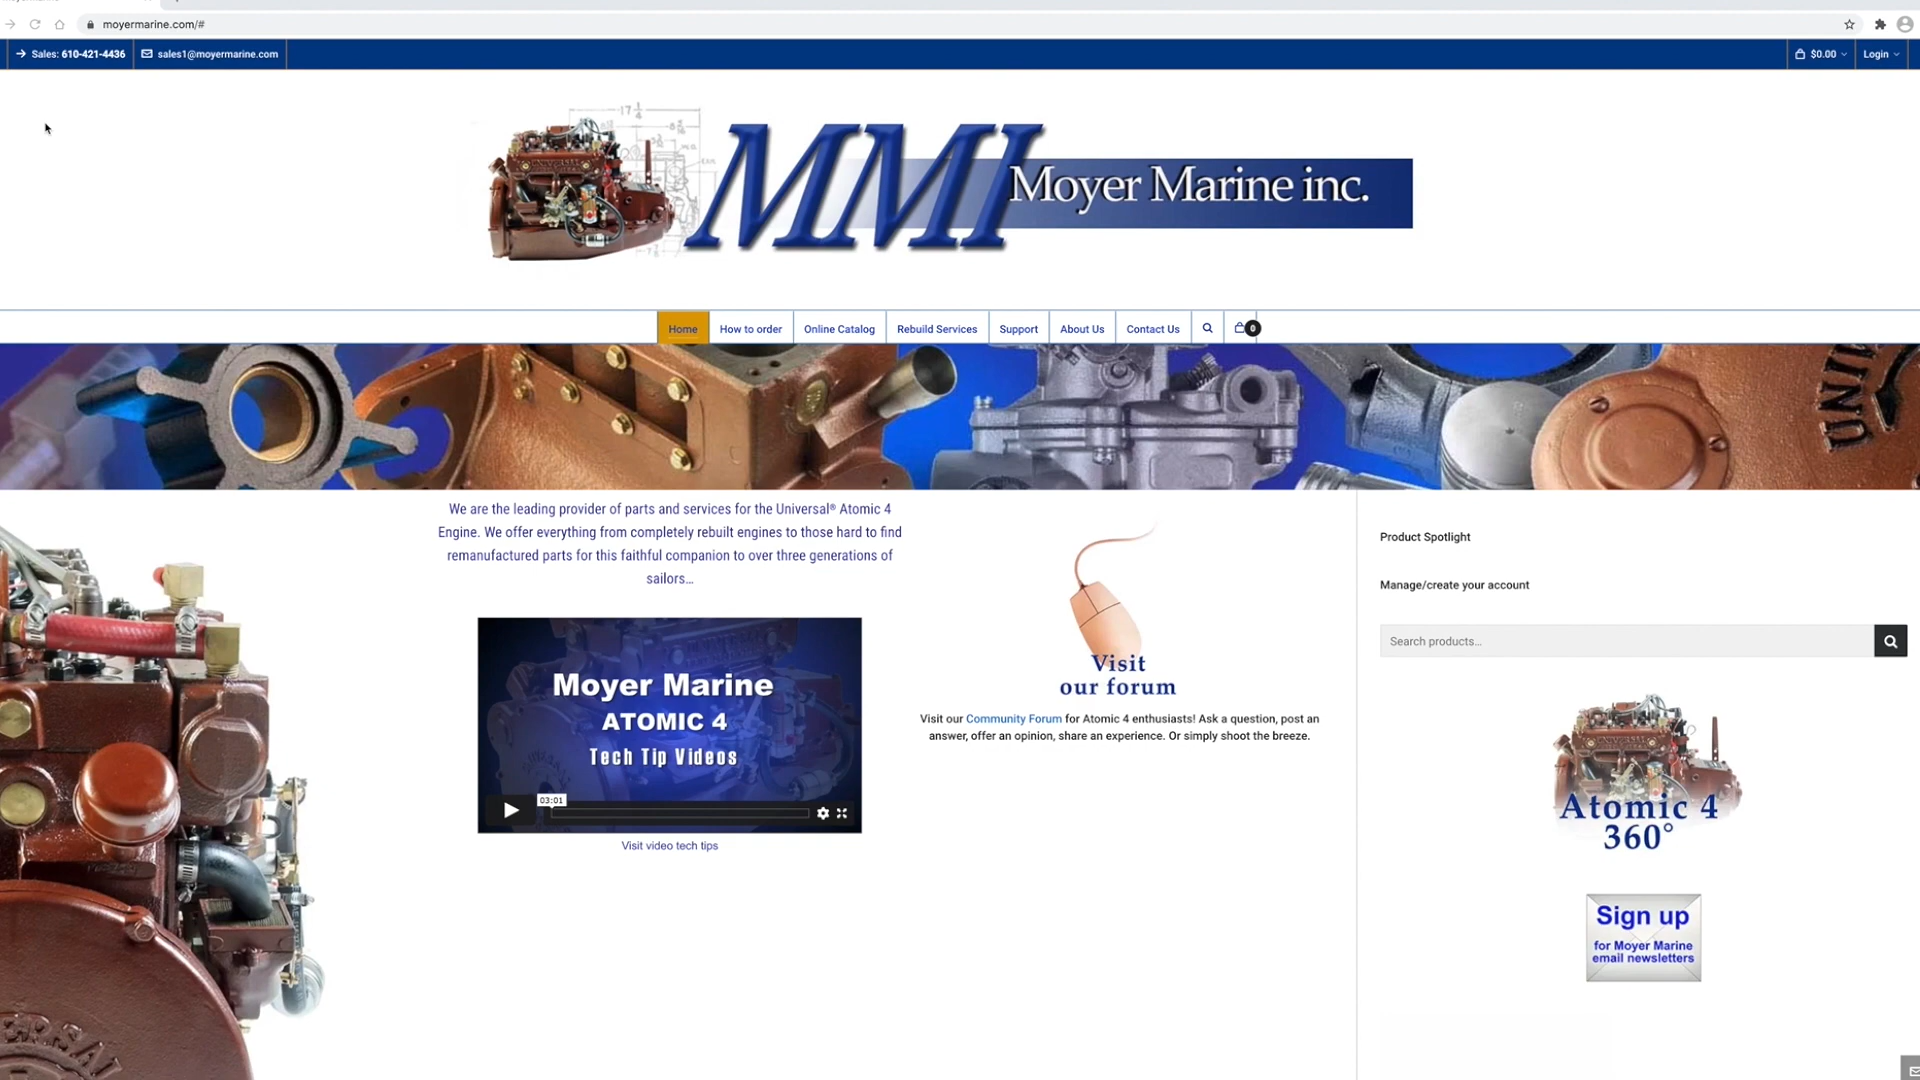 moyermarine.com/#
Sales: 610-421-4436
sales1@moyermarine.com
$0.00
Login
17 1/4
MMI Moyer Marine inc.
Home
How to order
Online Catalog
Rebuild Services
Support
About Us
Contact Us
0
UNIV
We are the leading provider of parts and services for the Universal® Atomic 4
Engine. We offer everything from completely rebuilt engines to those hard to find
remanufactured parts for this faithful companion to over three generations of
sailors...
Moyer Marine
ATOMIC 4
Tech Tip Videos
03:01
Visit video tech tips
Visit
our forum
Visit our Community Forum for Atomic 4 enthusiasts! Ask a question, post an
answer, offer an opinion, share an experience. Or simply shoot the breeze.
Product Spotlight
Manage/create your account
Search products...
Atomic 4
360°
Sign up
for Moyer Marine
email newsletters